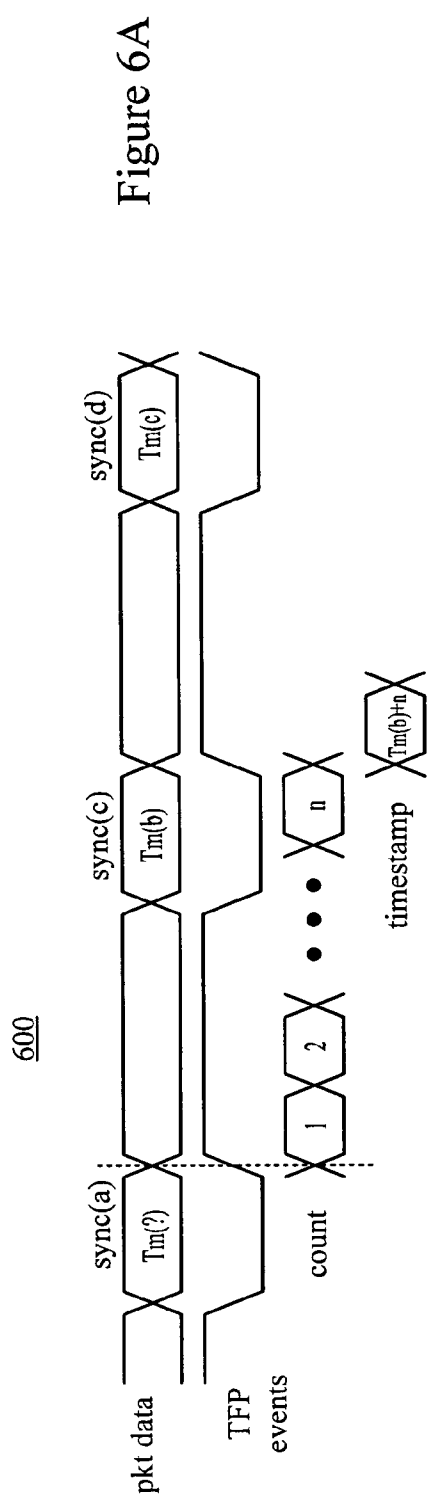 600
sync(a)
sync(c)
sync(d)
pkt data
Tm(?)
Tm(b)
Tm(c)
TFP
events
count
1
2
n
timestamp
Tm(b)+n
Figure 6A